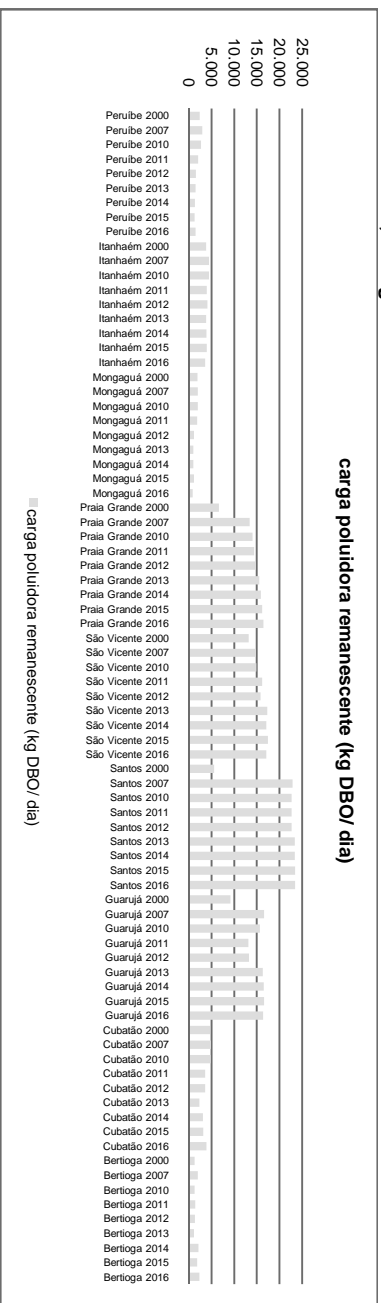 carga poluidora remanescente (kg DBO/ dia)
25.000
20.000
15.000
10.000
5.000
0
Peruíbe 2000
Peruíbe 2007
Peruíbe 2010
Peruíbe 2011
Peruíbe 2012
Peruíbe 2013
Peruíbe 2014
Peruíbe 2015
Peruíbe 2016
Itanhaém 2000
Itanhaém 2007
Itanhaém 2010
Itanhaém 2011
Itanhaém 2012
Itanhaém 2013
Itanhaém 2014
Itanhaém 2015
Itanhaém 2016
Mongaguá 2000
Mongaguá 2007
Mongaguá 2010
Mongaguá 2011
Mongaguá 2012
Mongaguá 2013
Mongaguá 2014
Mongaguá 2015
Mongaguá 2016
Praia Grande 2000
Praia Grande 2007
Praia Grande 2010
Praia Grande 2011
Praia Grande 2012
Praia Grande 2013
Praia Grande 2014
Praia Grande 2015
Praia Grande 2016
São Vicente 2000
São Vicente 2007
São Vicente 2010
São Vicente 2011
São Vicente 2012
São Vicente 2013
São Vicente 2014
São Vicente 2015
São Vicente 2016
Santos 2000
Santos 2007
Santos 2010
Santos 2011
Santos 2012
Santos 2013
Santos 2014
Santos 2015
Santos 2016
Guarujá 2000
Guarujá 2007
Guarujá 2010
Guarujá 2011
Guarujá 2012
Guarujá 2013
Guarujá 2014
Guarujá 2015
Guarujá 2016
Cubatão 2000
Cubatão 2007
Cubatão 2010
Cubatão 2011
Cubatão 2012
Cubatão 2013
Cubatão 2014
Cubatão 2015
Cubatão 2016
Bertioga 2000
Bertioga 2007
Bertioga 2010
Bertioga 2011
Bertioga 2012
Bertioga 2013
Bertioga 2014
Bertioga 2015
Bertioga 2016
carga poluidora remanescente (kg DBO/ dia)